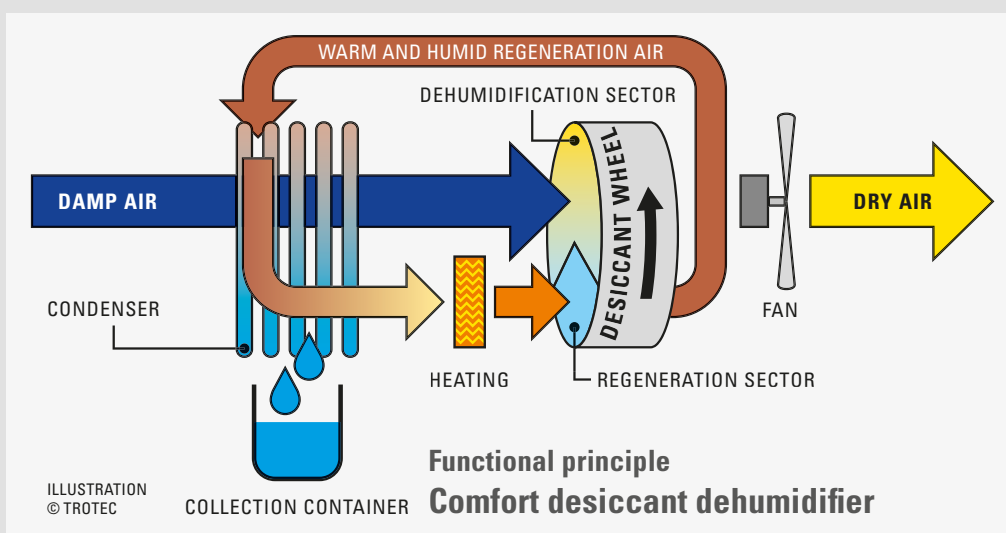 WARM AND HUMID REGENERATION AIR
DEHUMIDIFICATION SECTOR
DAMP AIR
DESICCANT WHEEL
DRY AIR
CONDENSER
FAN
HEATING
REGENERATION SECTOR
Functional principle
Comfort desiccant dehumidifier
ILLUSTRATION
© TROTEC
COLLECTION CONTAINER